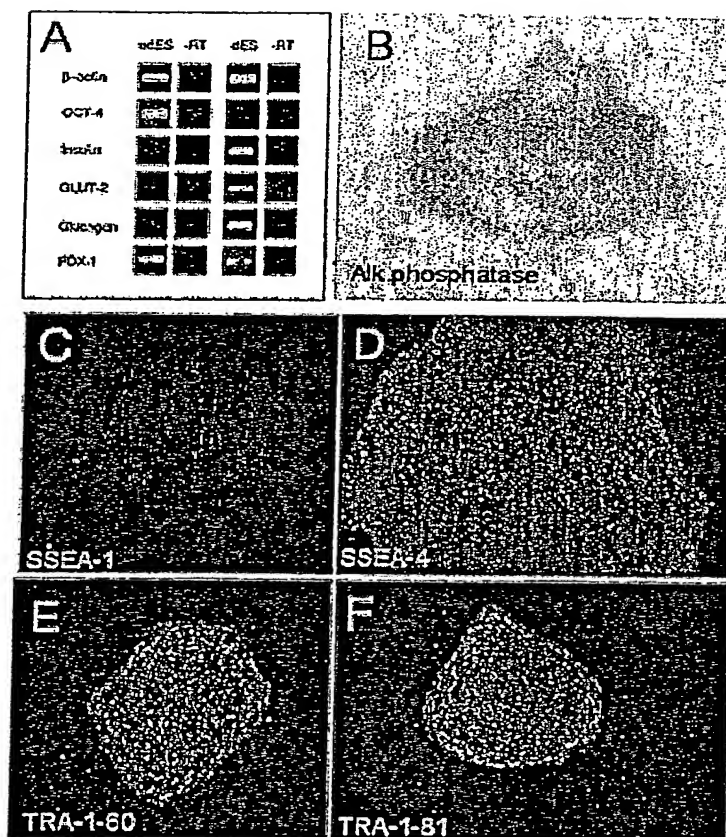 A
udES -RT dES -RT
β-actin
OCT-4
Insulin
GLUT-2
Glucagon
PDX-1
B
Alk phosphatase
C
SSEA-1
D
SSEA-4
E
TRA-1-60
F
TRA-1-81